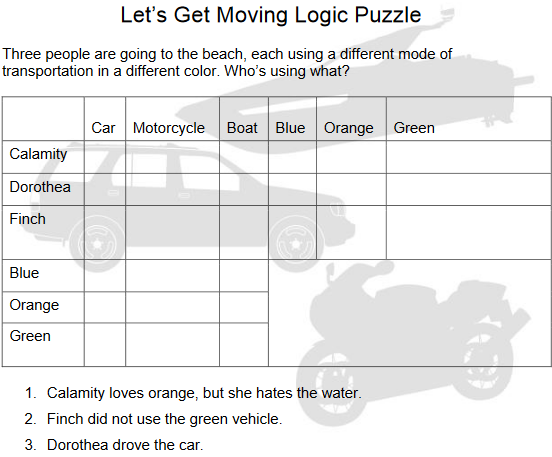 Let's Get Moving Logic Puzzle
Three people are going to the beach, each using a different mode of
transportation in a different color. Who's using what?
Car Motorcycle Boat Blue Orange Green
Calamity
Dorothea
Finch
Blue
Orange
Green
1. Calamity loves orange, but she hates the water.
2. Finch did not use the green vehicle.
3. Dorothea drove the car.